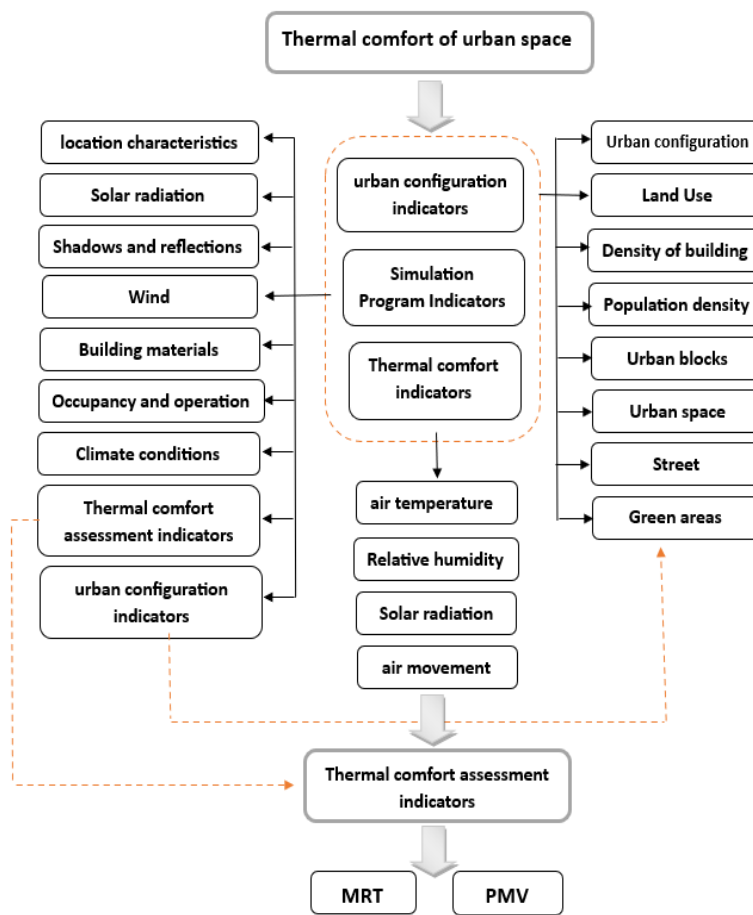 Thermal comfort of urban space
location characteristics
Solar radiation
Shadows and reflections
Wind
Building materials
Occupancy and operation
Climate conditions
Thermal comfort
assessment indicators
urban configuration
indicators
urban configuration
indicators
Simulation
Program Indicators
Thermal comfort
indicators
air temperature
Relative humidity
Solar radiation
air movement
Urban configuration
Land Use
Density of building
Population density
Urban blocks
Urban space
Street
Green areas
Thermal comfort assessment
indicators
MRT
PMV